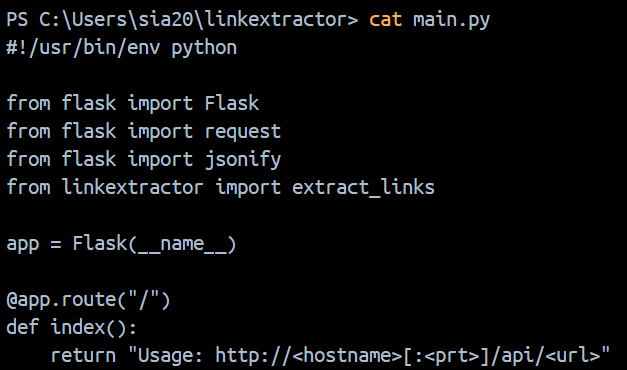 PS C:\Users\sia20\linkextractor> cat main.py
#!/usr/bin/env python
from flask import Flask
from flask import request
from flask import jsonify
from linkextractor import extract_links
app = Flask(__name__)
@app.route("/")
def index():
    return "Usage: http://<hostname>[:<prt>]/api/<url>"